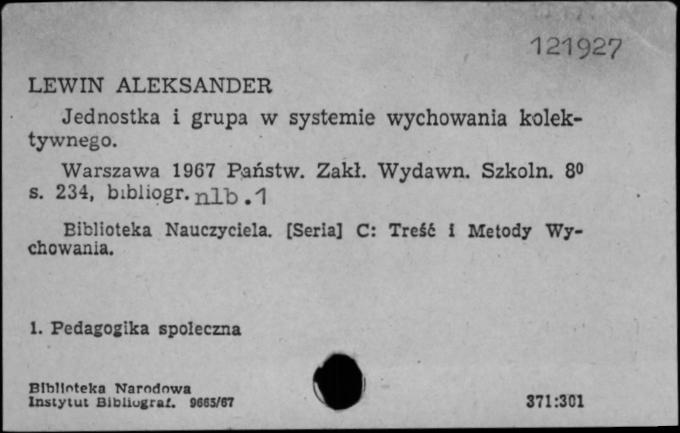 121927
LEWIN ALEKSANDER
Jednostka i grupa w systemie wychowania kolek-
tywnego.
Warszawa 1967 Państw. Zakł. Wydawn. Szkoln. 8º
s. 234, bibliogr. nlb.1
Biblioteka Nauczyciela. [Seria] C: Treść i Metody Wy-
chowania.
1. Pedagogika społeczna
Biblioteka Narodowa
Instytut Bibliograf. 9665/67
371:301